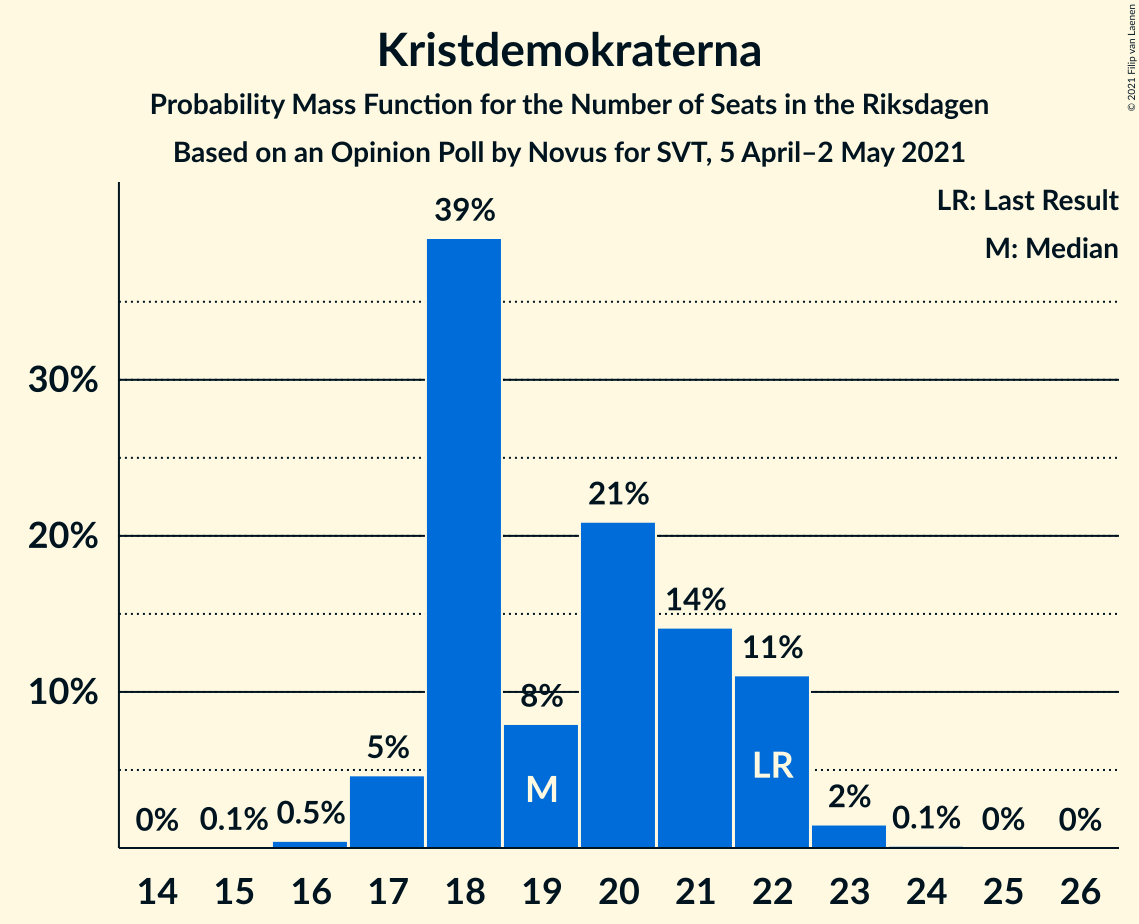 Kristdemokraterna
Probability Mass Function for the Number of Seats in the Riksdagen
Based on an Opinion Poll by Novus for SVT, 5 April–2 May 2021
© 2021 Filip van Laenen
LR: Last Result
M: Median
39%
30%
21%
20%
14%
11%
10%
8%
5%
LR
M
2%
0% 0.1% 0.5% 0.1% 0% 0%
14 15 16 17 18 19 20 21 22 23 24 25 26